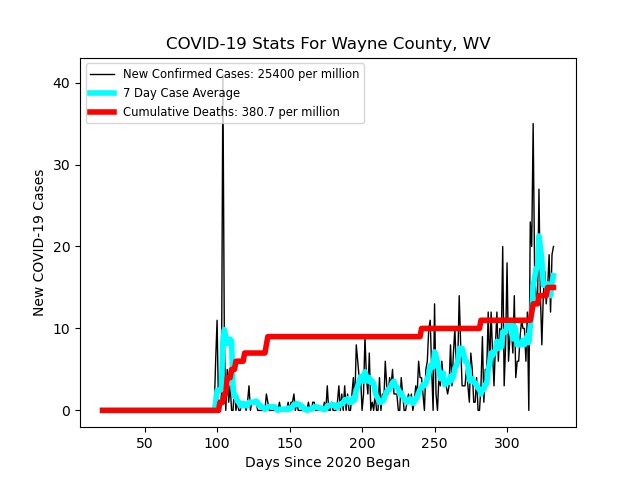 COVID-19 Stats For Wayne County, WV
New Confirmed Cases: 25400 per million
7 Day Case Average
Cumulative Deaths: 380.7 per million
New COVID-19 Cases
40
30
20
10
0
50 100 150 200 250 300
Days Since 2020 Began